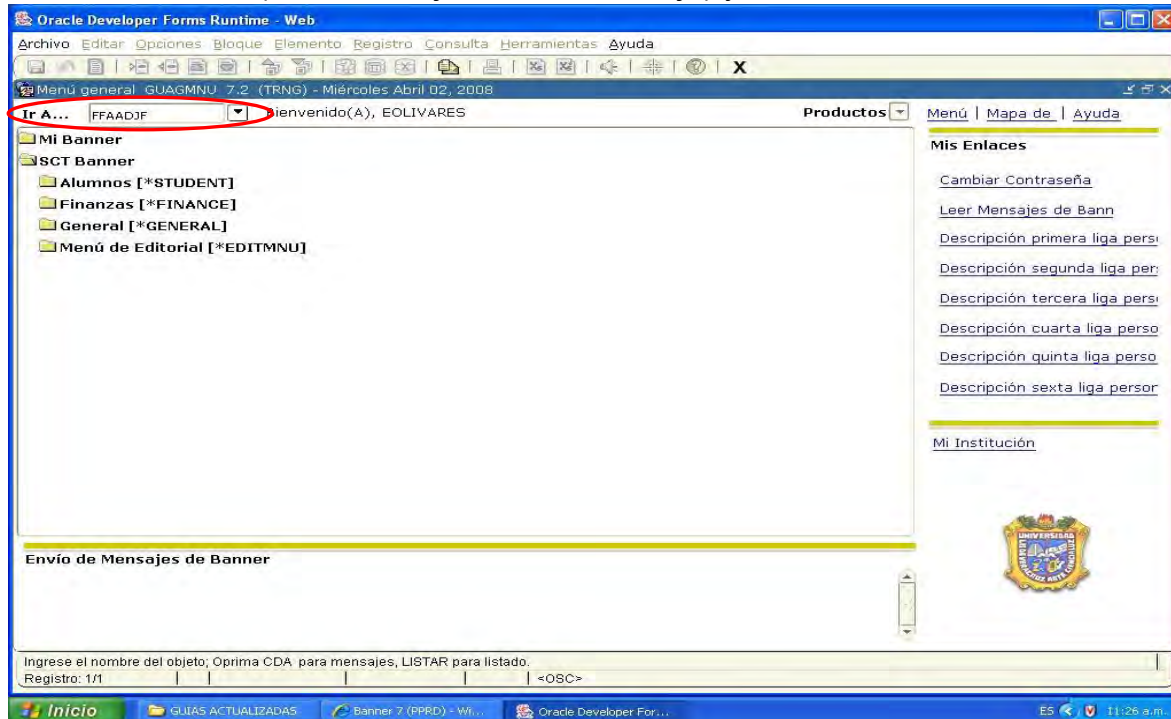 Oracle Developer Forms Runtime - Web
Archivo Editar Opciones Bloque Elemento Registro Consulta Herramientas Ayuda
X
Menú general GUAGMNU 7.2 (TRNG) - Miércoles Abril 02, 2008
Ir A... FFAADJF Bienvenido(A), EOLIVARES Productos Menú | Mapa de | Ayuda
Mi Banner
SCT Banner
Alumnos [*STUDENT]
Finanzas [*FINANCE]
General [*GENERAL]
Menú de Editorial [*EDITMNU]
Mis Enlaces
Cambiar Contraseña
Leer Mensajes de Bann
Descripción primera liga pers
Descripción segunda liga per
Descripción tercera liga pers
Descripción cuarta liga perso
Descripción quinta liga perso
Descripción sexta liga person
Mi Institución
UNIVERSIDAD
Envío de Mensajes de Banner
Ingrese el nombre del objeto; Oprima CDA para mensajes, LISTAR para listado.
Registro: 1/1 <OSC>
Inicio GUIAS ACTUALIZADAS Banner 7 (PPRD) - Wi... Oracle Developer For... ES 11:26 a.m.